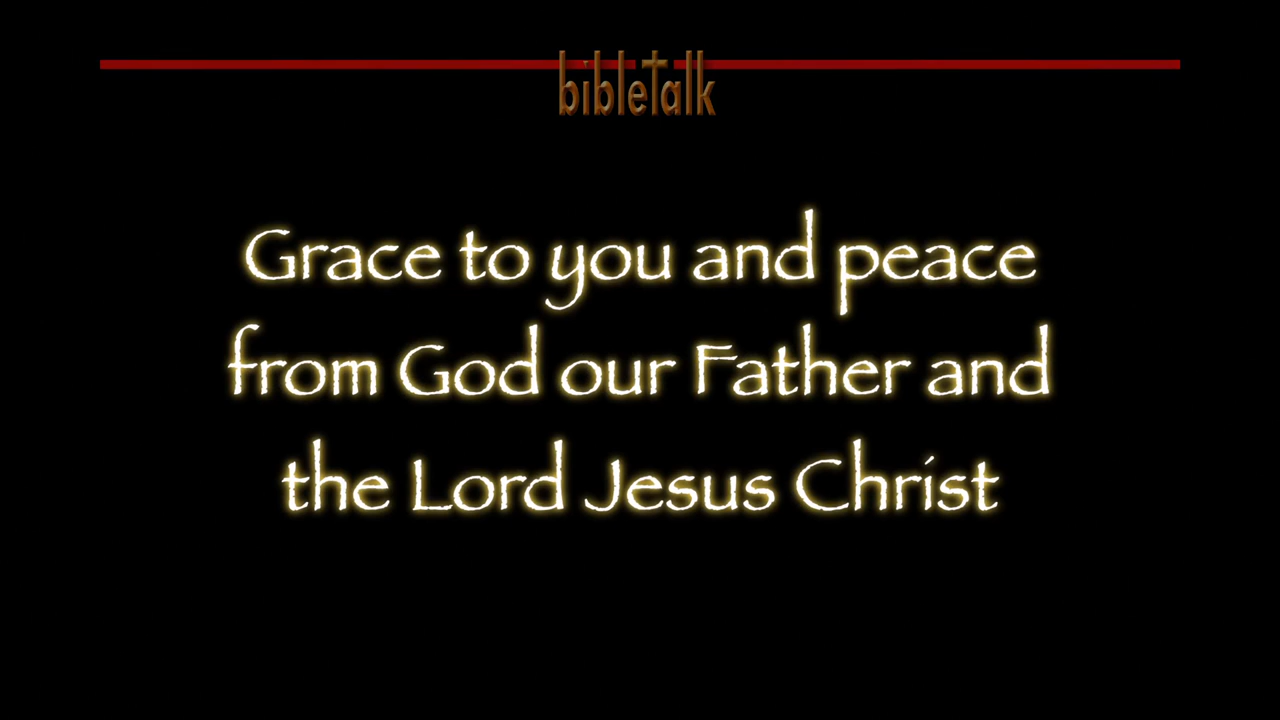 bibleTalk
Grace to you and peace
from God our Father and
the Lord Jesus Christ